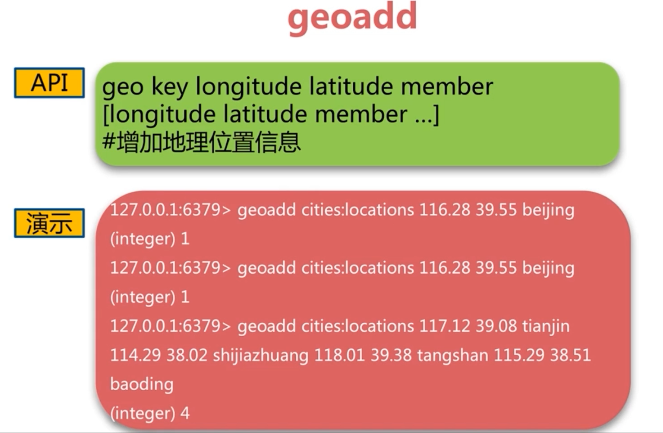 geoadd
API
geo key longitude latitude member
[longitude latitude member ...]
#增加地理位置信息
演示
127.0.0.1:6379> geoadd cities:locations 116.28 39.55 beijing
(integer) 1
127.0.0.1:6379> geoadd cities:locations 116.28 39.55 beijing
(integer) 1
127.0.0.1:6379> geoadd cities:locations 117.12 39.08 tianjin
114.29 38.02 shijiazhuang 118.01 39.38 tangshan 115.29 38.51
baoding
(integer) 4